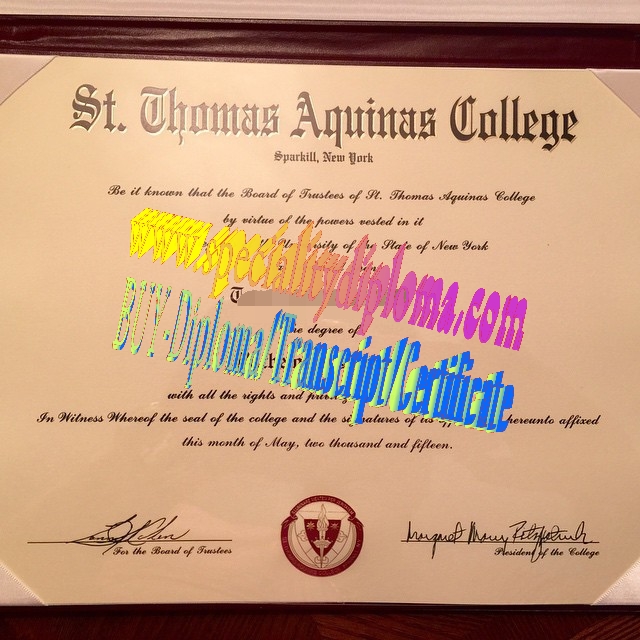 St. Thomas Aquinas College
Sparkill, New York
Be it known that the Board of Trustees of St. Thomas Aquinas College
by virtue of the powers vested in it
of the State of New York
www.specialitydiploma.com
the degree of
BUY-Diploma/Transcript/Certificate
with all the rights and
In Witness Whereof the seal of the college and the signatures of its hereunto affixed
this month of May, two thousand and fifteen.
For the Board of Trustees
President of the College